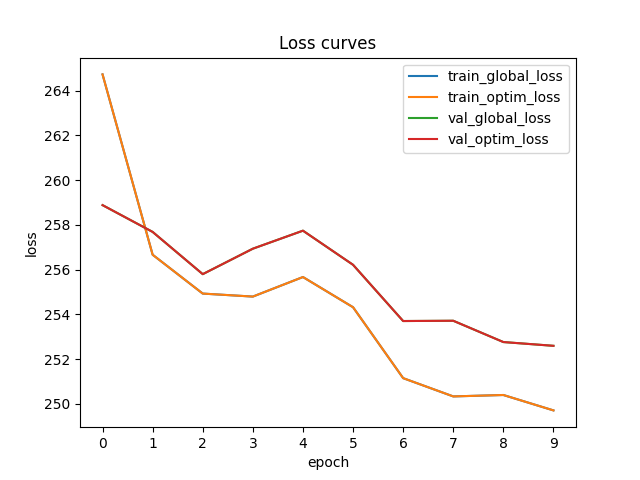 Loss curves
train_global_loss
train_optim_loss
val_global_loss
val_optim_loss
264
262
260
258
256
254
252
250
loss
0 1 2 3 4 5 6 7 8 9
epoch